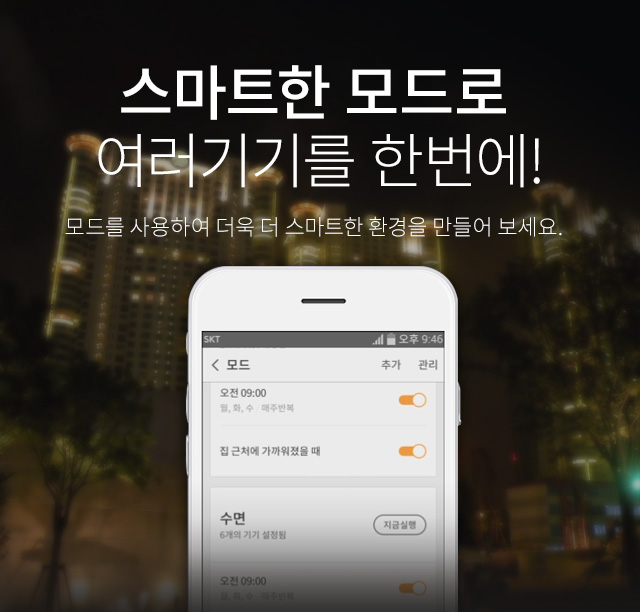 스마트한 모드로
여러기기를 한번에!
모드를 사용하여 더욱 더 스마트한 환경을 만들어 보세요.
SKT 오후 9:46
모드 추가 관리
오전 09:00
월, 화, 수 매주반복
집 근처에 가까워졌을 때
수면 지금실행
6개의 기기 설정됨
오전 09:00
월, 화, 수 매주반복